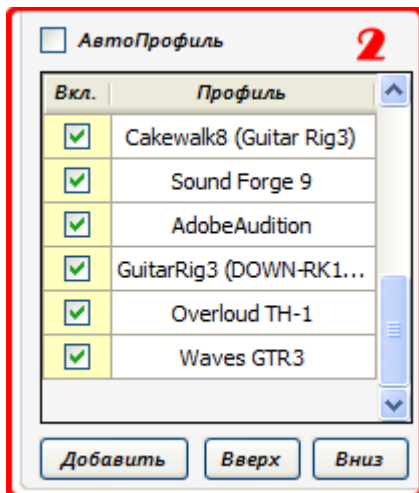 АвтоПрофиль
2
Вкл. Профиль
Cakewalk8 (Guitar Rig3)
Sound Forge 9
AdobeAudition
GuitarRig3 (DOWN-RK1...
Overloud TH-1
Waves GTR3
Добавить Вверх Вниз